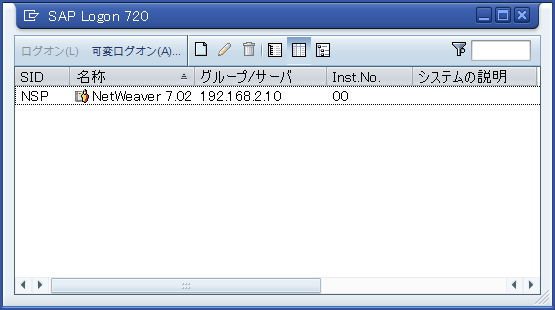 SAP Logon 720
ログオン(L) 可変ログオン(A)...
SID 名称 グループ/サーバ Inst.No. システムの説明
NSP NetWeaver 7.02 192.168.2.10 00